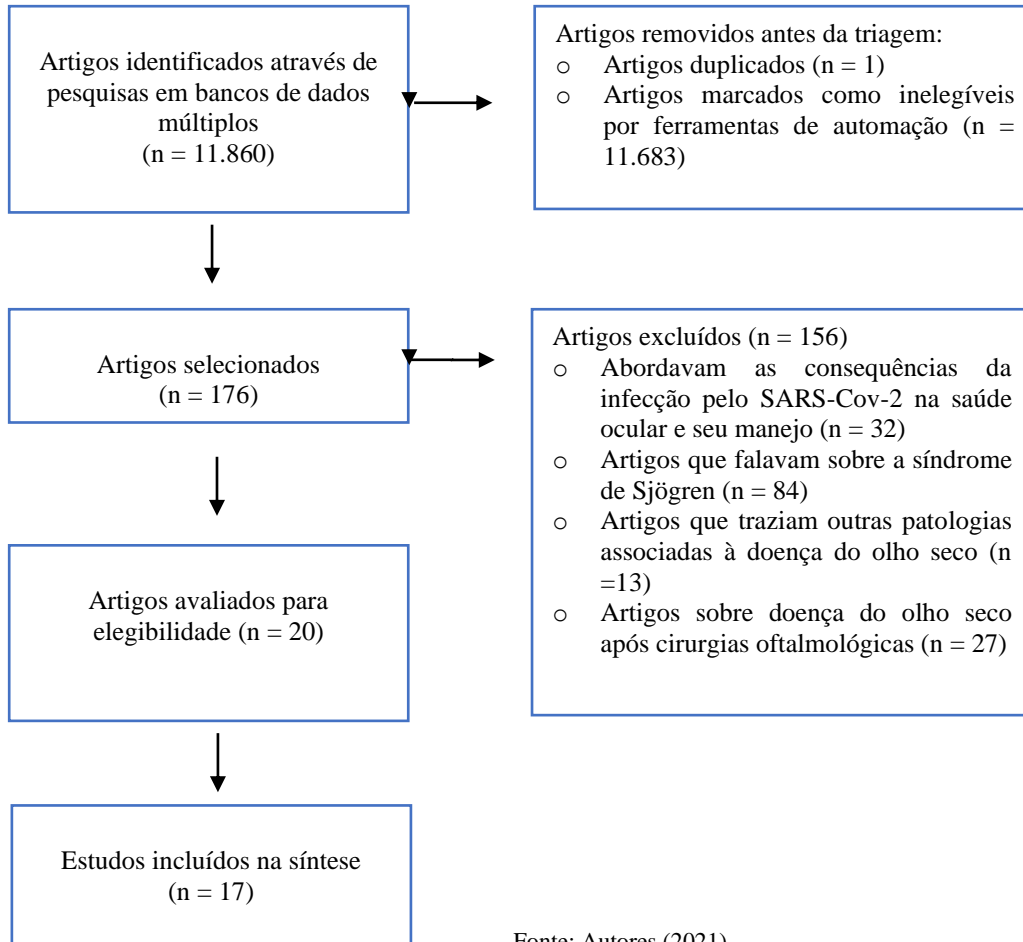 Artigos identificados através de
pesquisas em bancos de dados
múltiplos
(n = 11.860)
Artigos removidos antes da triagem:
o Artigos duplicados (n = 1)
o Artigos marcados como inelegíveis
por ferramentas de automação (n =
11.683)
Artigos selecionados
(n = 176)
Artigos excluídos (n = 156)
o Abordavam as consequências da
infecção pelo SARS-Cov-2 na saúde
ocular e seu manejo (n = 32)
o Artigos que falavam sobre a síndrome
de Sjögren (n = 84)
o Artigos que traziam outras patologias
associadas à doença do olho seco (n
=13)
o Artigos sobre doença do olho seco
após cirurgias oftalmológicas (n = 27)
Artigos avaliados para
elegibilidade (n = 20)
Estudos incluídos na síntese
(n = 17)
Fonte: Autores (2021)